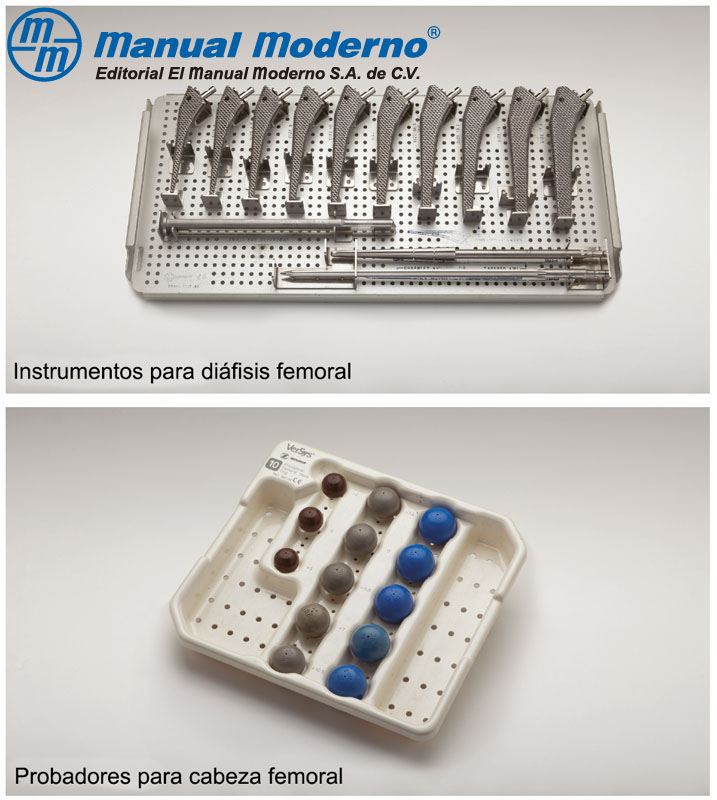 mm
Manual Moderno®
Editorial El Manual Moderno S.A. de C.V.
Instrumentos para diáfisis femoral
VerSys
10
Probadores para cabeza femoral